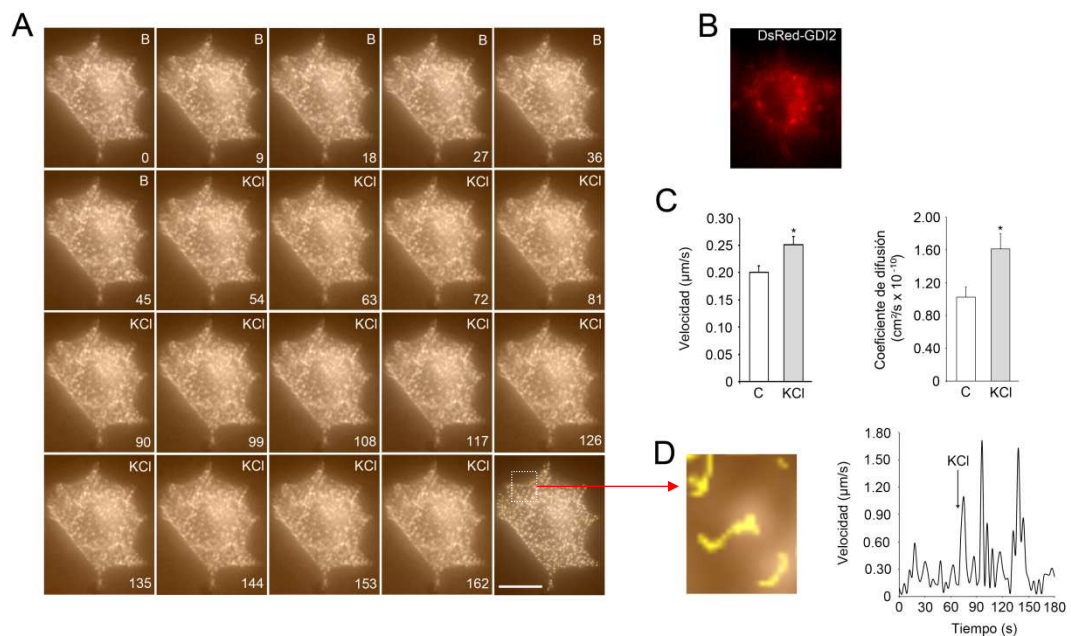 A
B B B B B
0 9 18 27 36
B KCl KCl KCl KCl
45 54 63 72 81
KCl KCl KCl KCl KCl
90 99 108 117 126
KCl KCl KCl KCl
135 144 153 162
B
DsRed-GDI2
C
Velocidad (µm/s)
0.30
0.25
0.20
0.15
0.10
0.05
0.00
C KCl
*
Coeficiente de difusión
(cm²/s x 10⁻¹⁰)
2.00
1.60
1.20
0.80
0.40
0
C KCl
*
D
Velocidad (µm/s)
1.80
1.50
1.20
0.90
0.60
0.30
0.00
KCl
0 30 60 90 120 150 180
Tiempo (s)